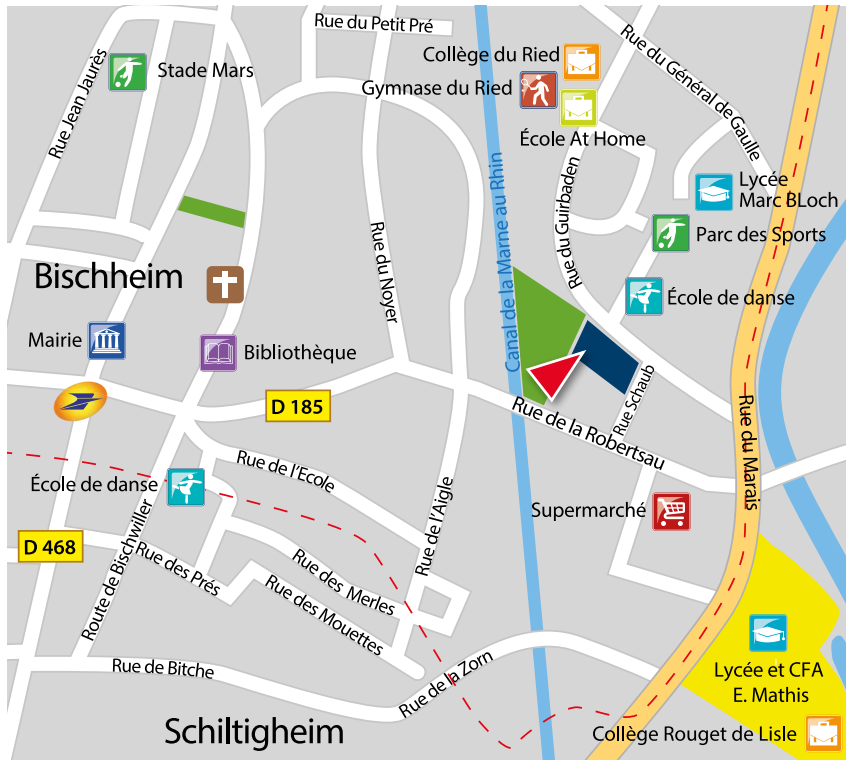 Rue du Petit Pré
Collège du Ried
Gymnase du Ried
École At Home
Rue du Général de Gaulle
Stade Mars
Rue Jean Jaurès
Lycée
Marc BLoch
Parc des Sports
Canal de la Marne au Rhin
Rue du Guirbaden
Rue du Noyer
Bischheim
École de danse
Mairie
Bibliothèque
D 185
Rue Schaub
Rue de la Robertsau
Rue du Marais
École de danse
Rue de l'Ecole
Rue de l'Aigle
Supermarché
D 468
Route de Bischwiller
Rue des Prés
Rue des Merles
Rue des Mouettes
Rue de Bitche
Rue de la Zorn
Lycée et CFA
E. Mathis
Schiltigheim
Collège Rouget de Lisle